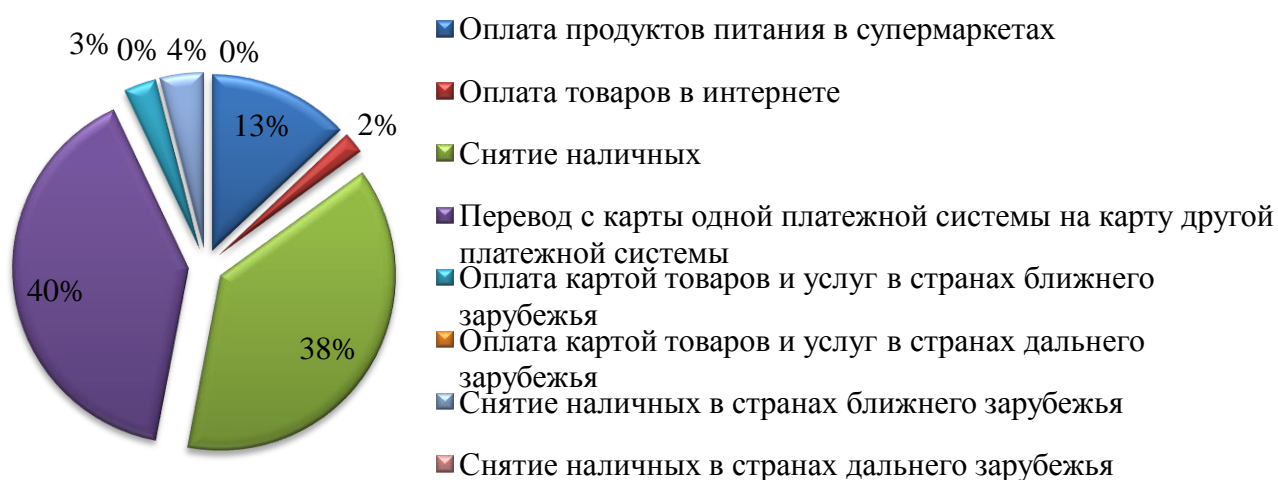 3% 0% 4% 0%
13%
2%
40%
38%
Оплата продуктов питания в супермаркетах
Оплата товаров в интернете
Снятие наличных
Перевод с карты одной платежной системы на карту другой
платежной системы
Оплата картой товаров и услуг в странах ближнего
зарубежья
Оплата картой товаров и услуг в странах дальнего
зарубежья
Снятие наличных в странах ближнего зарубежья
Снятие наличных в странах дальнего зарубежья